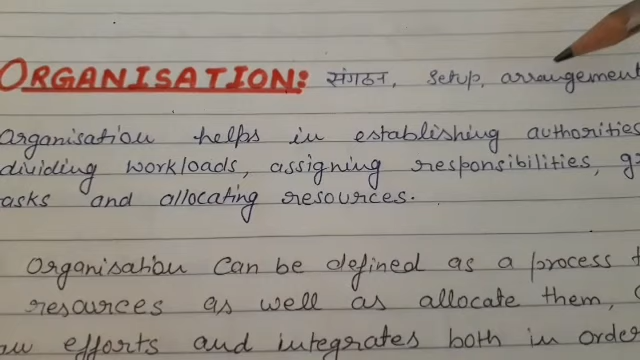 ORGANISATION: संगठन, setup, arrangement
Organisation helps in establishing authorities
dividing workloads, assigning responsibilities,
asks and allocating resources.
Organisation can be defined as a process
resources as well as allocate them,
efforts and integrates both in order